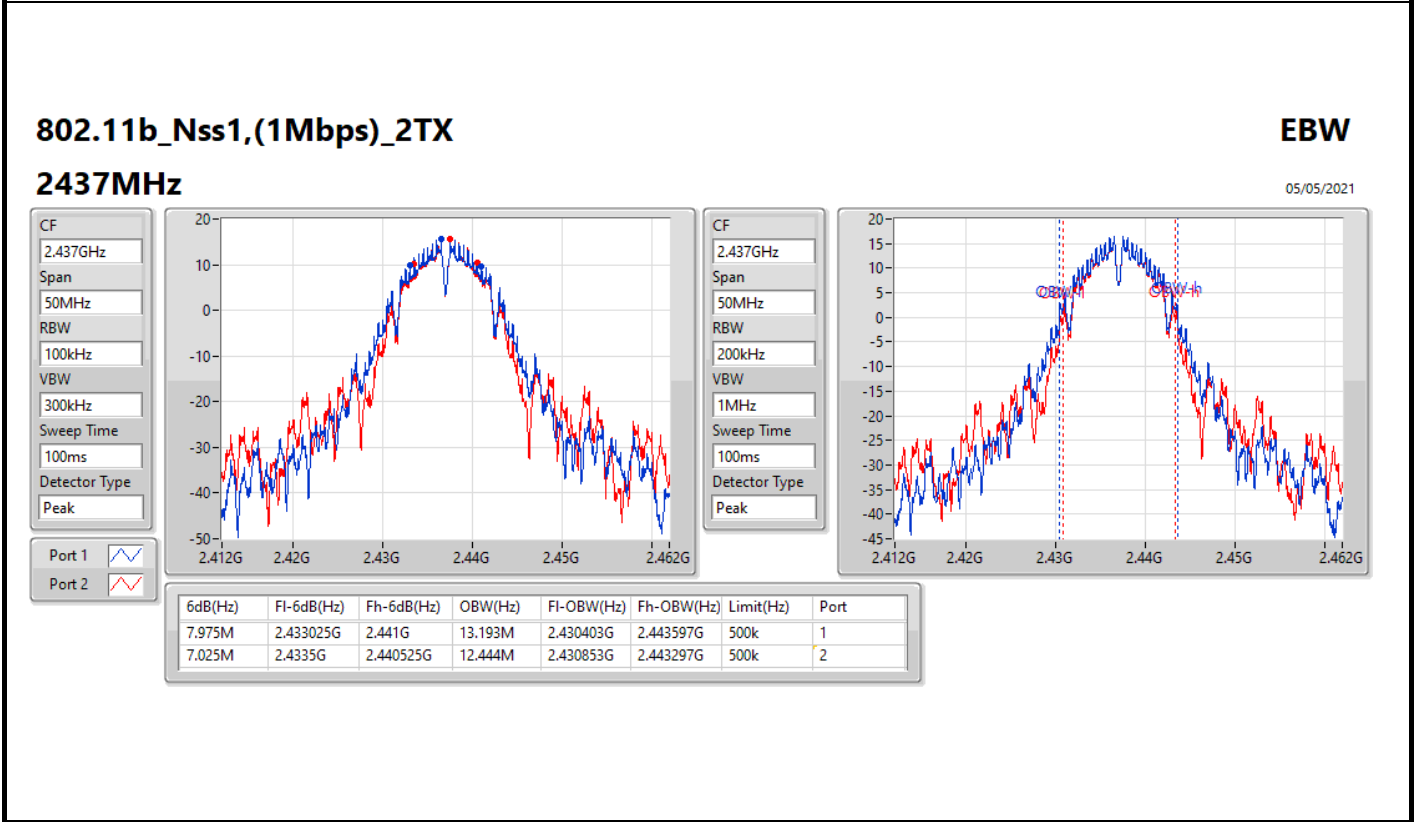 802.11b_Nss1,(1Mbps)_2TX
EBW
2437MHz
05/05/2021
CF
2.437GHz
Span
50MHz
RBW
100kHz
VBW
300kHz
Sweep Time
100ms
Detector Type
Peak
Port 1
Port 2
20
10
0
-10
-20
-30
-40
-50
2.412G 2.42G 2.43G 2.44G 2.45G 2.462G
CF
2.437GHz
Span
50MHz
RBW
200kHz
VBW
1MHz
Sweep Time
100ms
Detector Type
Peak
20
15
10
5
0
-5
-10
-15
-20
-25
-30
-35
-40
-45
OBW-l OBW-h
2.412G 2.42G 2.43G 2.44G 2.45G 2.462G
6dB(Hz) Fl-6dB(Hz) Fh-6dB(Hz) OBW(Hz) Fl-OBW(Hz) Fh-OBW(Hz) Limit(Hz) Port
7.975M 2.433025G 2.441G 13.193M 2.430403G 2.443597G 500k 1
7.025M 2.4335G 2.440525G 12.444M 2.430853G 2.443297G 500k 2